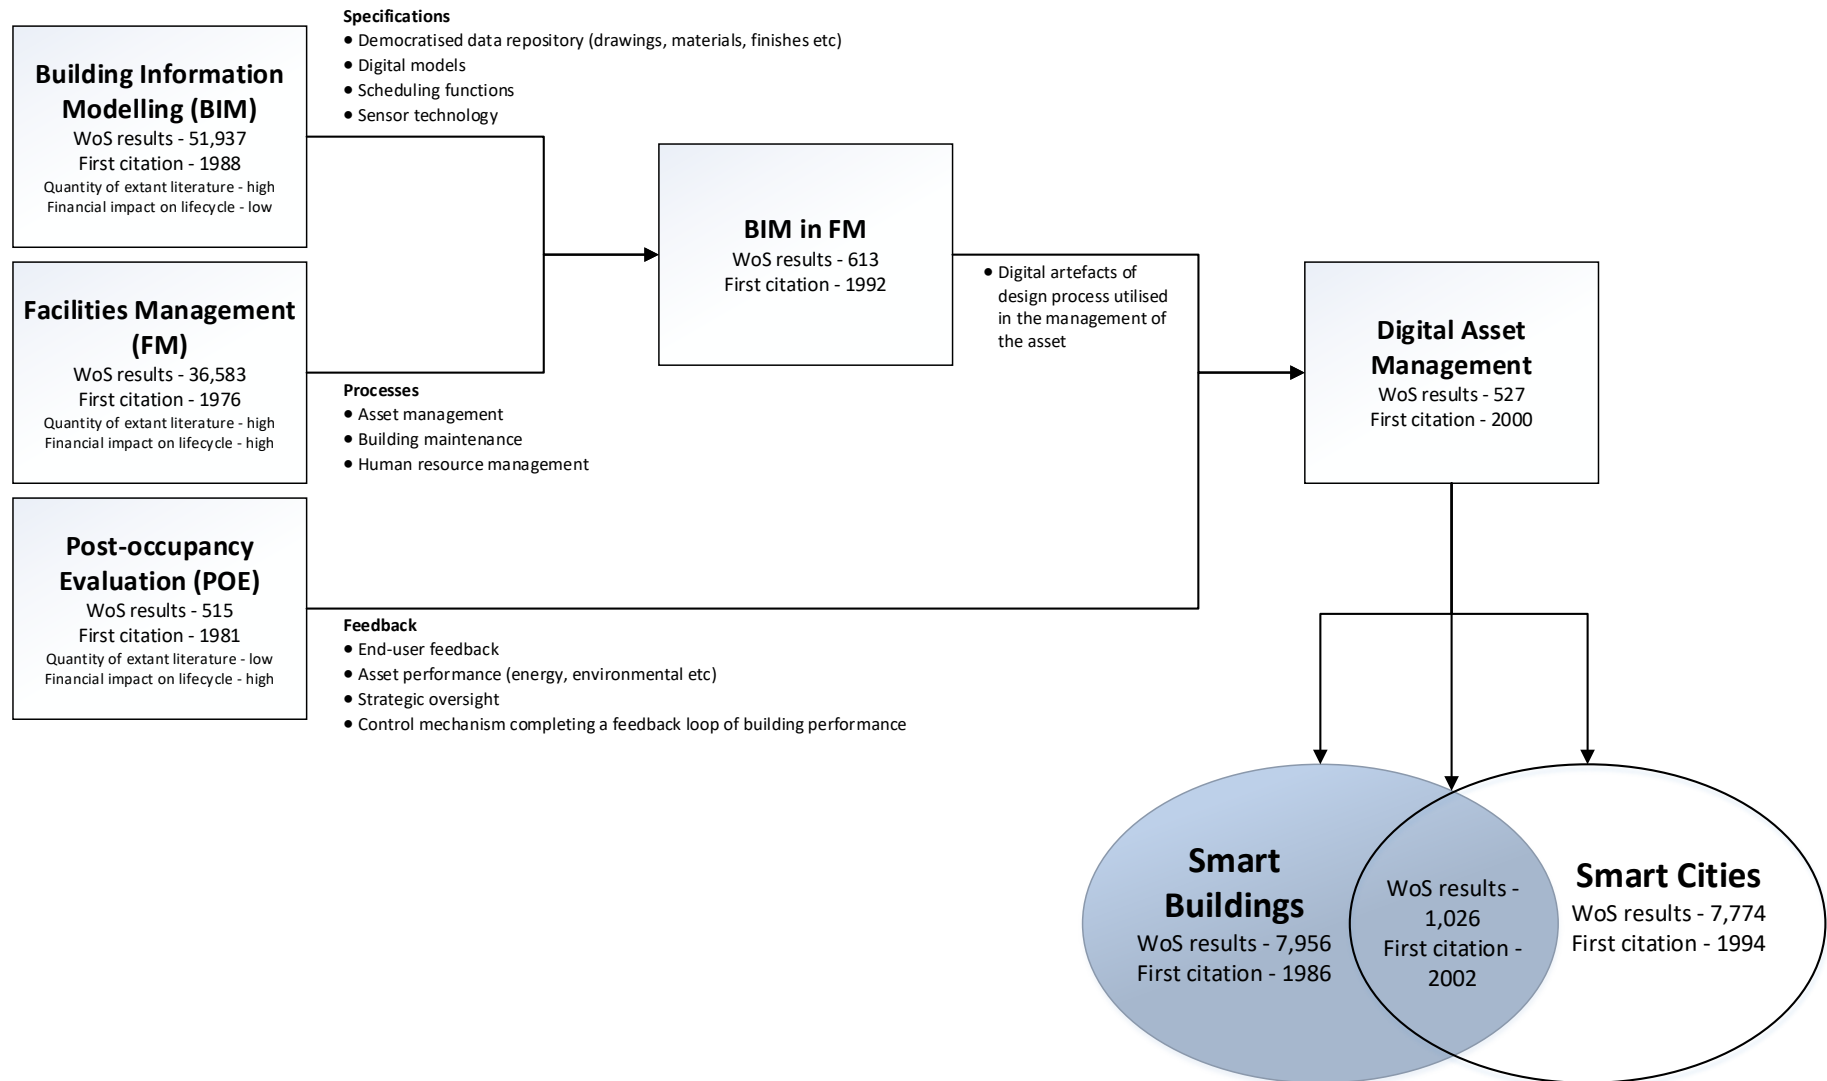 Building Information
Modelling (BIM)
WoS results - 51,937
First citation - 1988
Quantity of extant literature - high
Financial impact on lifecycle - low
Specifications
• Democratised data repository (drawings, materials, finishes etc)
• Digital models
• Scheduling functions
• Sensor technology
Facilities Management
(FM)
WoS results - 36,583
First citation - 1976
Quantity of extant literature - high
Financial impact on lifecycle - high
Processes
• Asset management
• Building maintenance
• Human resource management
Post-occupancy
Evaluation (POE)
WoS results - 515
First citation - 1981
Quantity of extant literature - low
Financial impact on lifecycle - high
Feedback
• End-user feedback
• Asset performance (energy, environmental etc)
• Strategic oversight
• Control mechanism completing a feedback loop of building performance
BIM in FM
WoS results - 613
First citation - 1992
• Digital artefacts of
design process utilised
in the management of
the asset
Digital Asset
Management
WoS results - 527
First citation - 2000
Smart
Buildings
WoS results - 7,956
First citation - 1986
WoS results -
1,026
First citation -
2002
Smart Cities
WoS results - 7,774
First citation - 1994